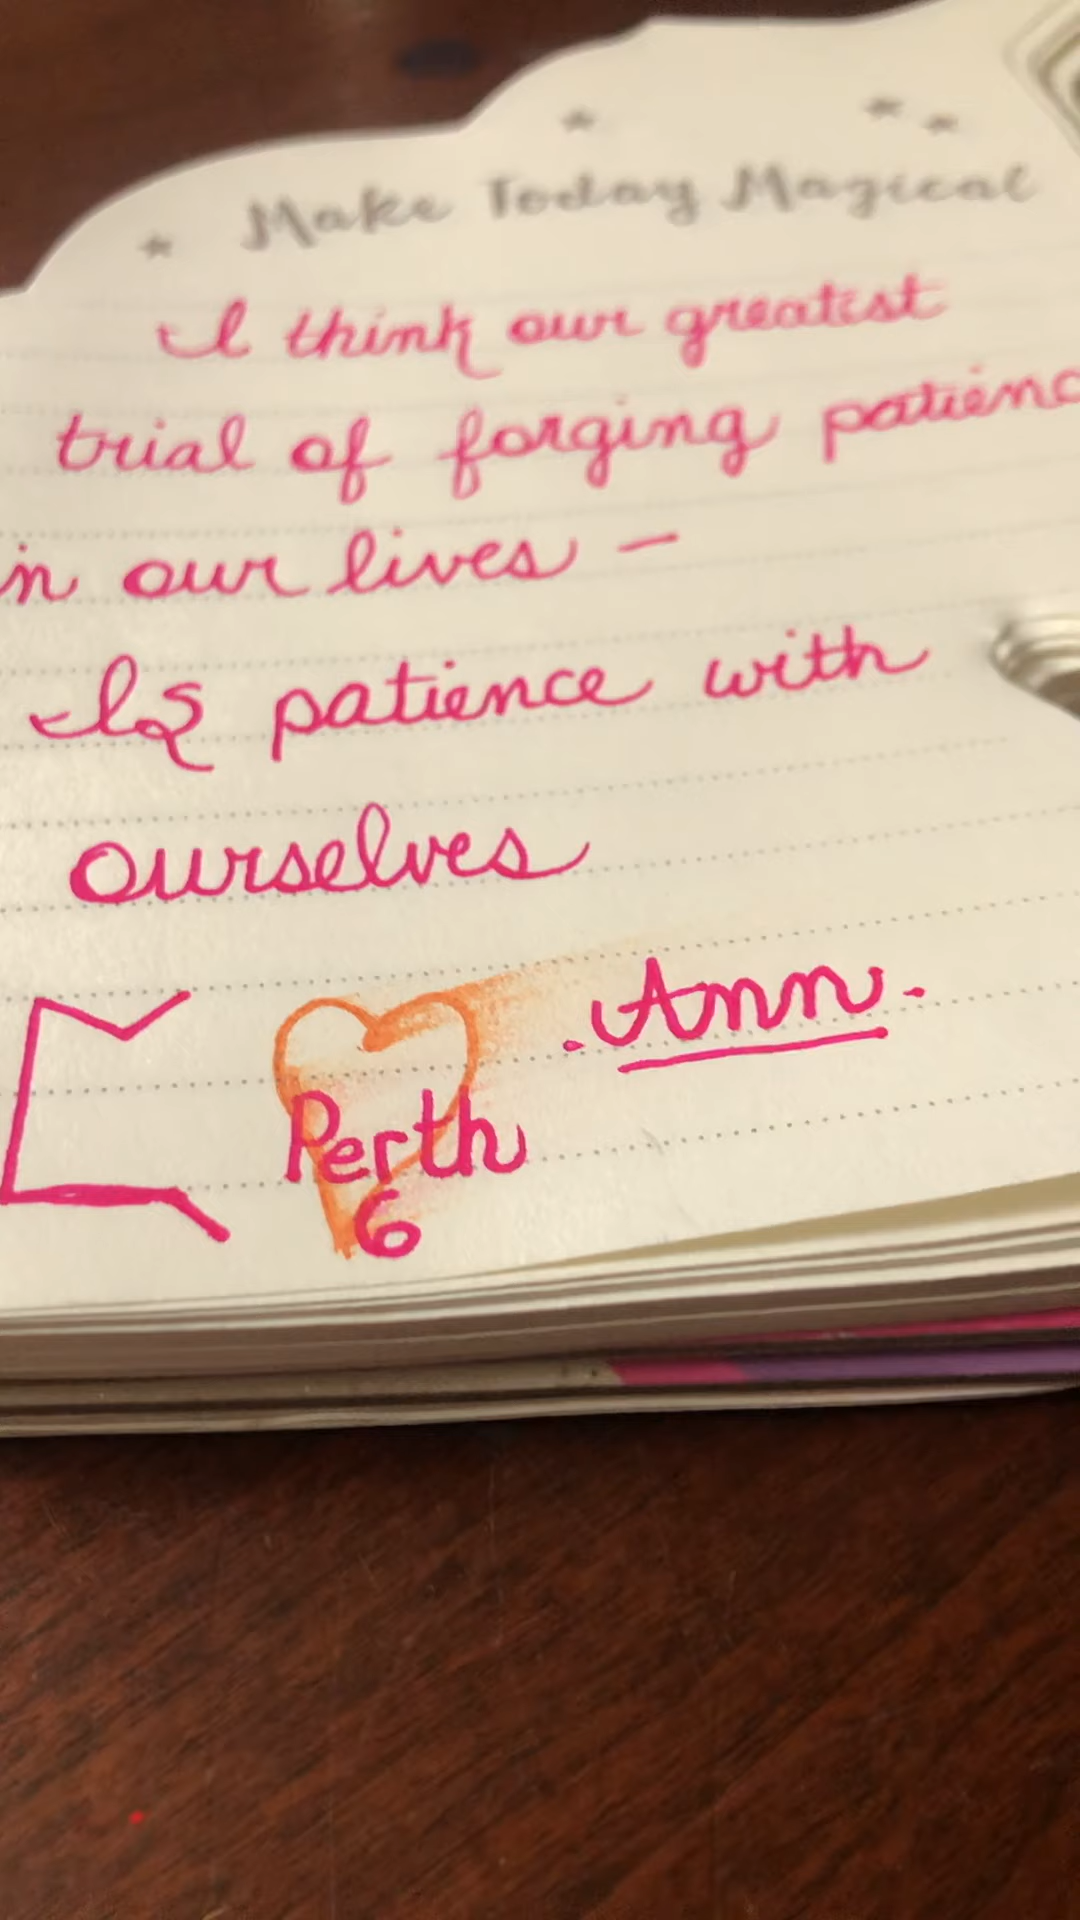 Make Today Magical
I think our greatest
trial of forging patienc
in our lives —
Is patience with
ourselves
.Ann.
Perth
6